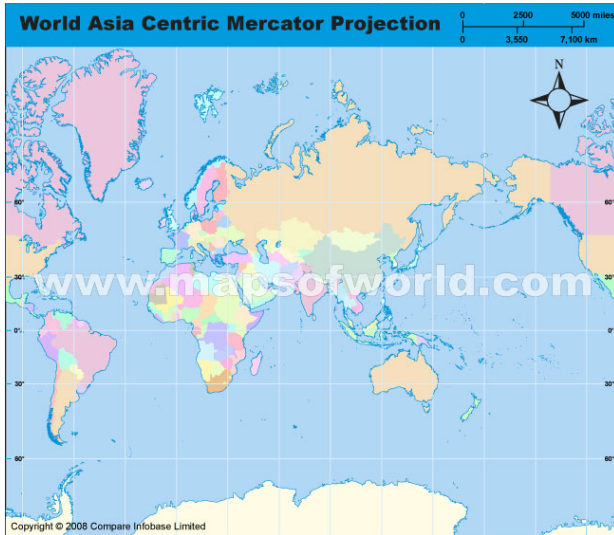 World Asia Centric Mercator Projection
0 2500 5000 miles
0 3,550 7,100 km
N
60° 60°
30° 30°
www.mapsofworld.com
0° 0°
30° 30°
60° 60°
Copyright © 2008 Compare Infobase Limited